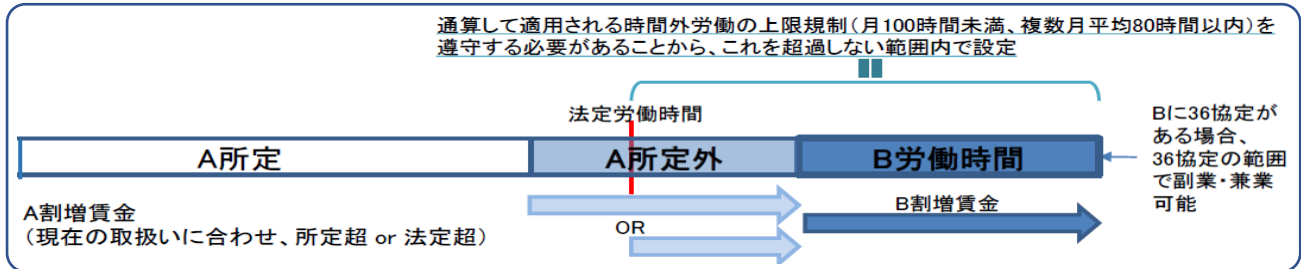 通算して適用される時間外労働の上限規制(月100時間未満、複数月平均80時間以内)を
遵守する必要があることから、これを超過しない範囲内で設定
法定労働時間
A所定
A所定外
B労働時間
Bに36協定が
ある場合、
36協定の範囲
で副業・兼業
可能
A割増賃金
(現在の取扱いに合わせ、所定超 or 法定超)
OR
B割増賃金